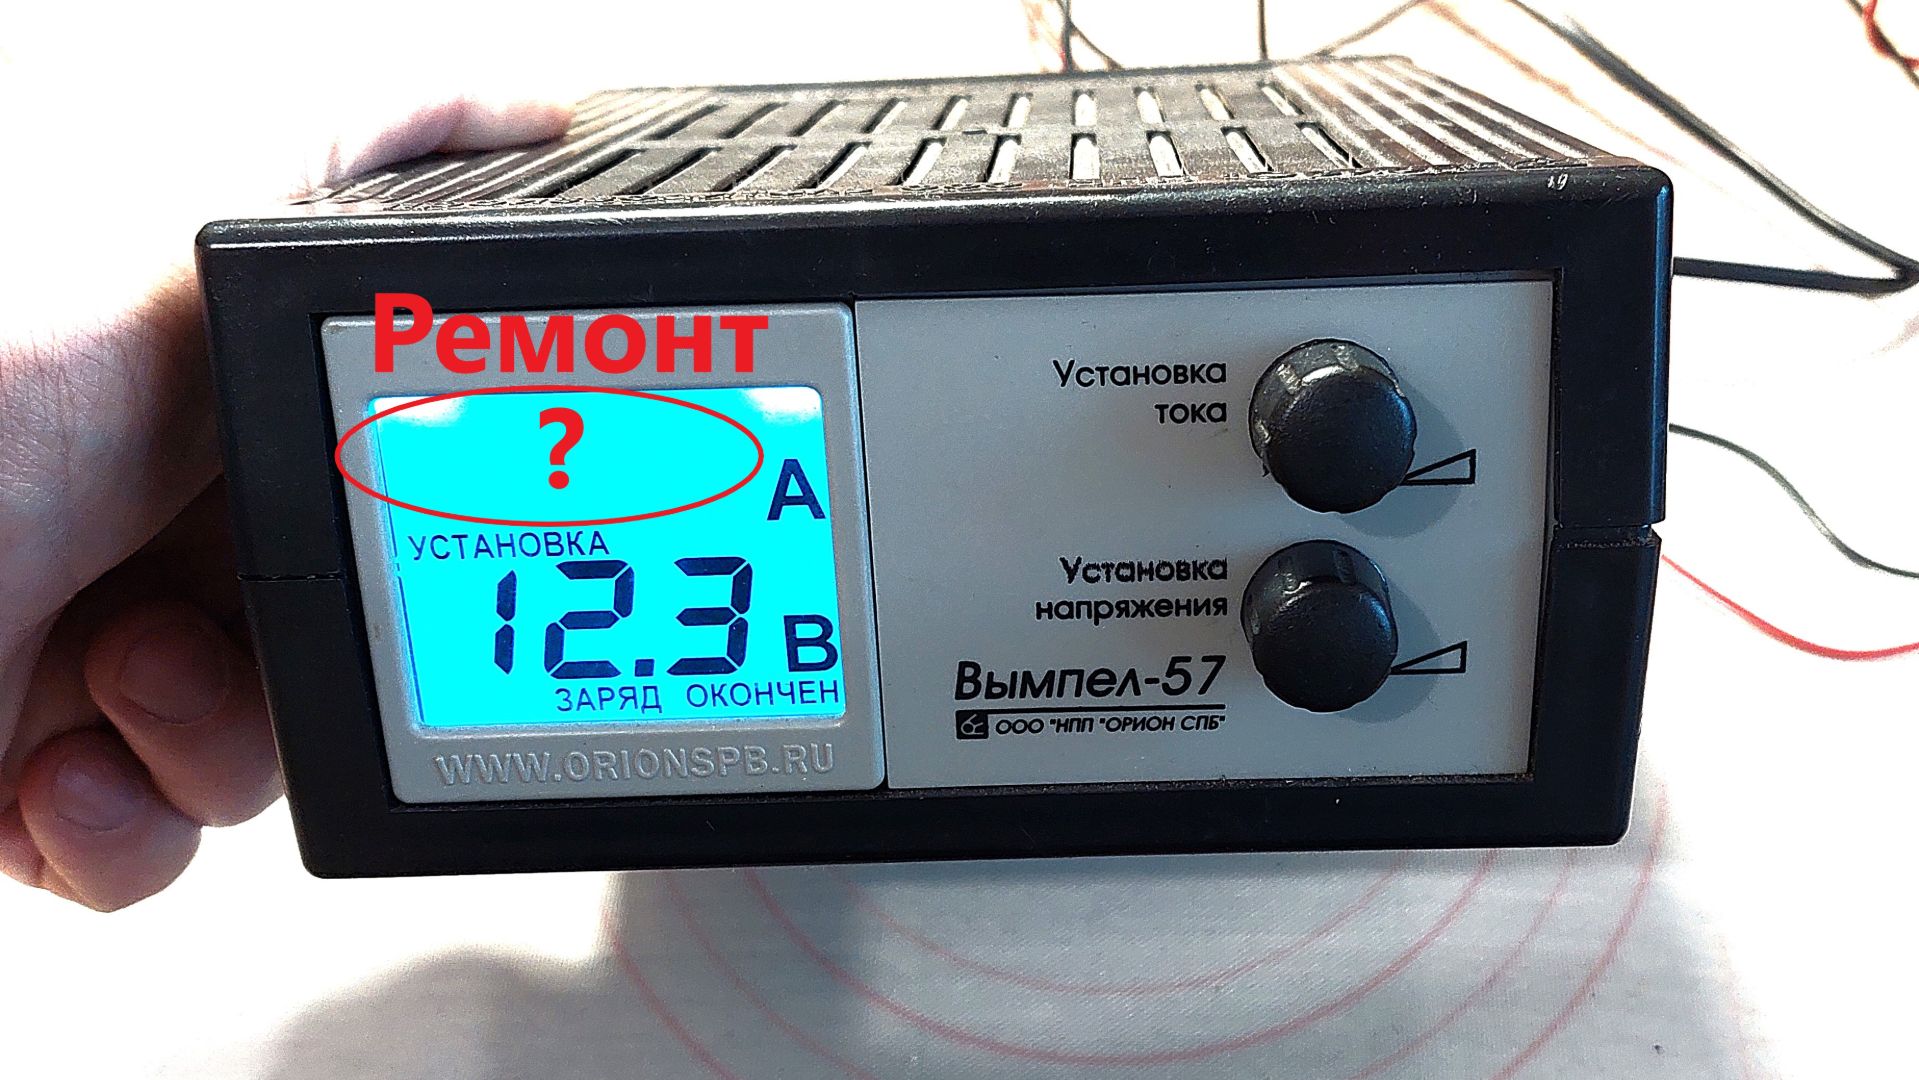 Ремонт
?
А
УСТАНОВКА
12.3
В
ЗАРЯД ОКОНЧЕН
WWW.ORIONSPB.RU
Установка
тока
Установка
напряжения
Вымпел-57
ООО "НПП "ОРИОН СПБ"